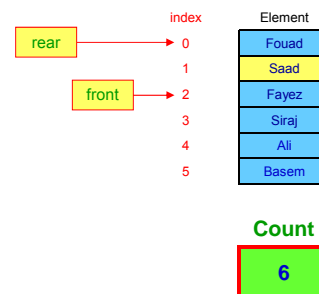 index Element
rear 0 Fouad
1 Saad
front 2 Fayez
3 Siraj
4 Ali
5 Basem
Count
6